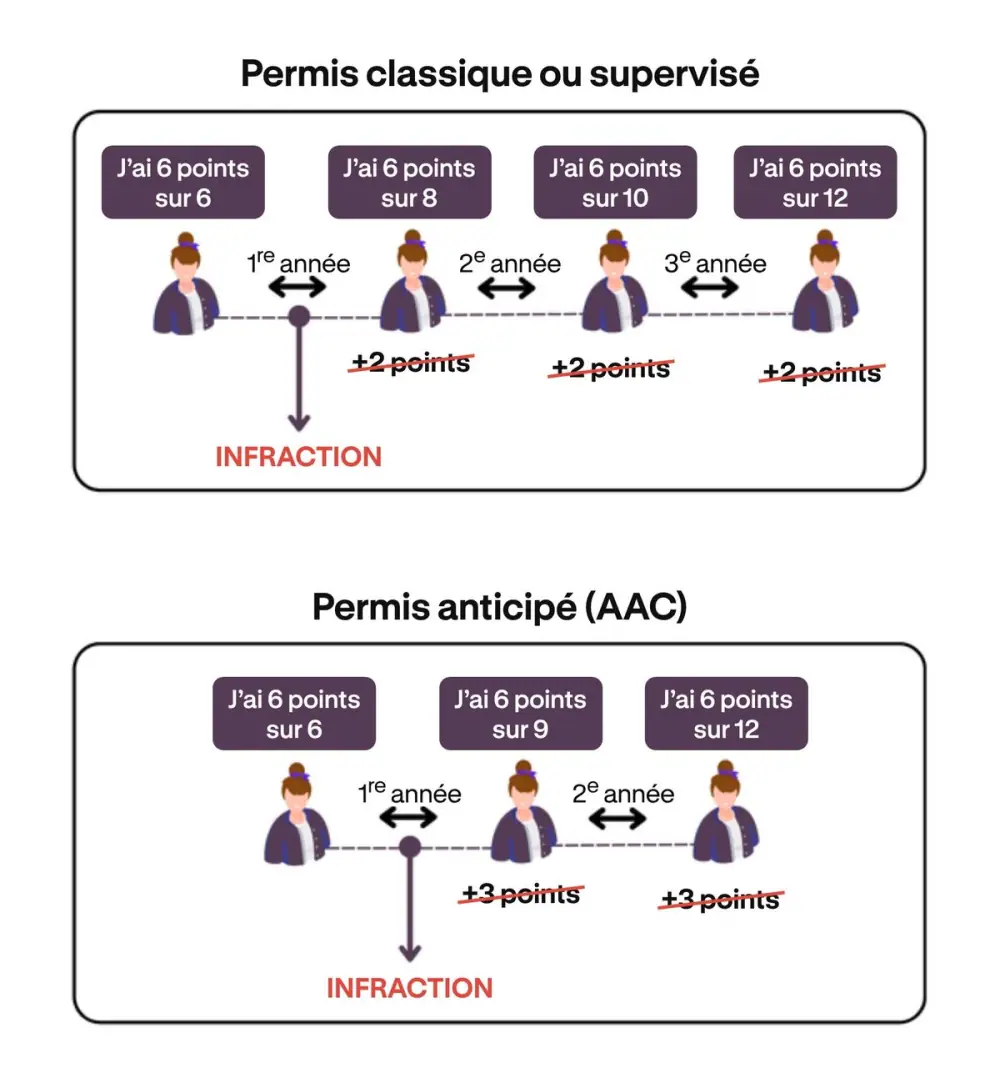 Permis classique ou supervisé
J’ai 6 points
sur 6
J’ai 6 points
sur 8
J’ai 6 points
sur 10
J’ai 6 points
sur 12
1re année
2e année
3e année
+2 points
+2 points
+2 points
INFRACTION
Permis anticipé (AAC)
J’ai 6 points
sur 6
J’ai 6 points
sur 9
J’ai 6 points
sur 12
1re année
2e année
+3 points
+3 points
INFRACTION